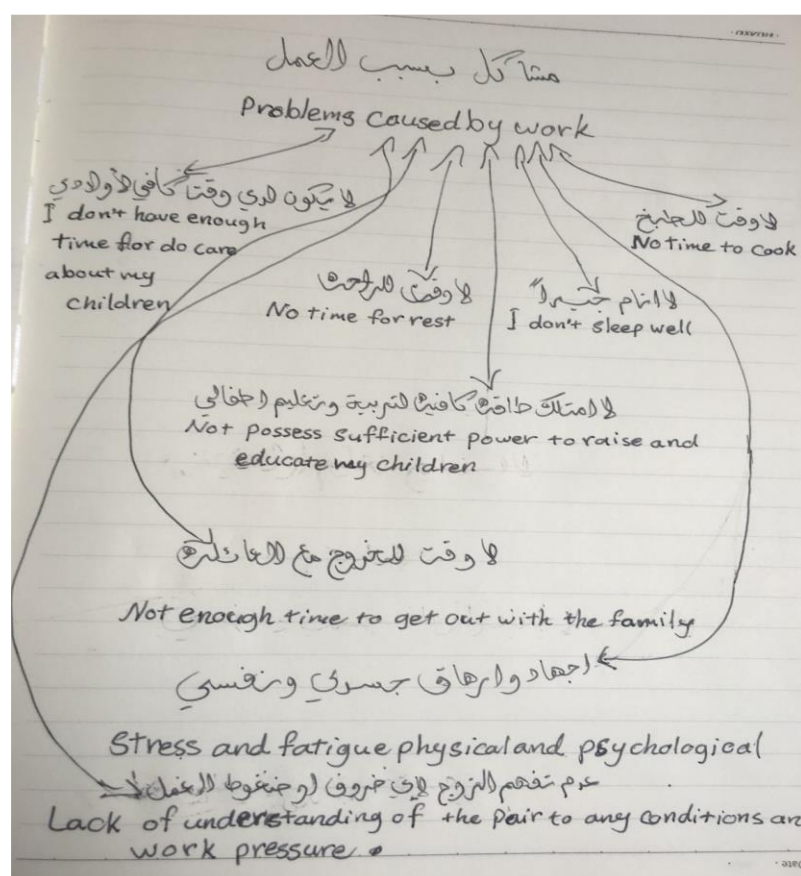 مشاكل بسبب العمل
Problems caused by work
لا يكون لدي وقتاً كافي لأولادي
I don't have enough
time for do care
about my
children
لا وقت للطبخ
No time to cook
لا وقت للراحة
No time for rest
لا انام جيداً
I don't sleep well
لا امتلك طاقة كافية لتربية وتعليم اطفالي
Not possess sufficient power to raise and
educate my children
لا وقت للخروج مع العائلة
Not enough time to get out with the family
اجهاد وارهاق جسدي ونفسي
Stress and fatigue physical and psychological
عدم تفهم الزوج لاي ضروف او ضغوط العمل
Lack of understanding of the pair to any conditions an
work pressure.